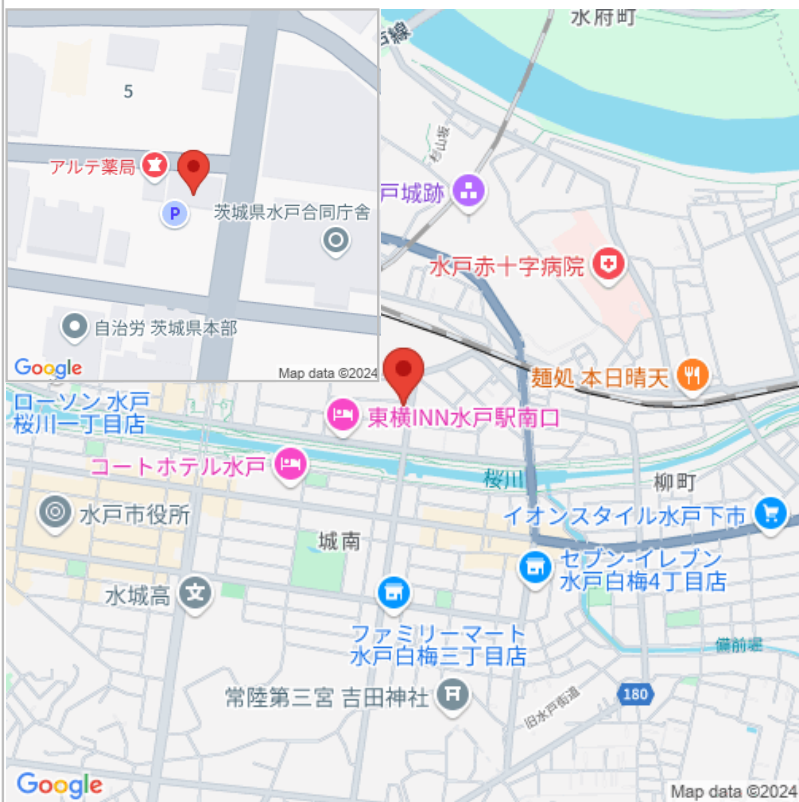 5
アルテ薬局
P
茨城県水戸合同庁舎
自治労 茨城県本部
Google
Map data ©2024
水府町
杉山坂
戸城跡
水戸赤十字病院
麺処 本日晴天
ローソン 水戸
桜川一丁目店
東横INN水戸駅南口
コートホテル水戸
桜川
柳町
水戸市役所
イオンスタイル水戸下市
城南
セブン-イレブン
水戸白梅4丁目店
水城高
文
ファミリーマート
水戸白梅三丁目店
備前堀
常陸第三宮 吉田神社
旧水戸街道
180
Google
Map data ©2024